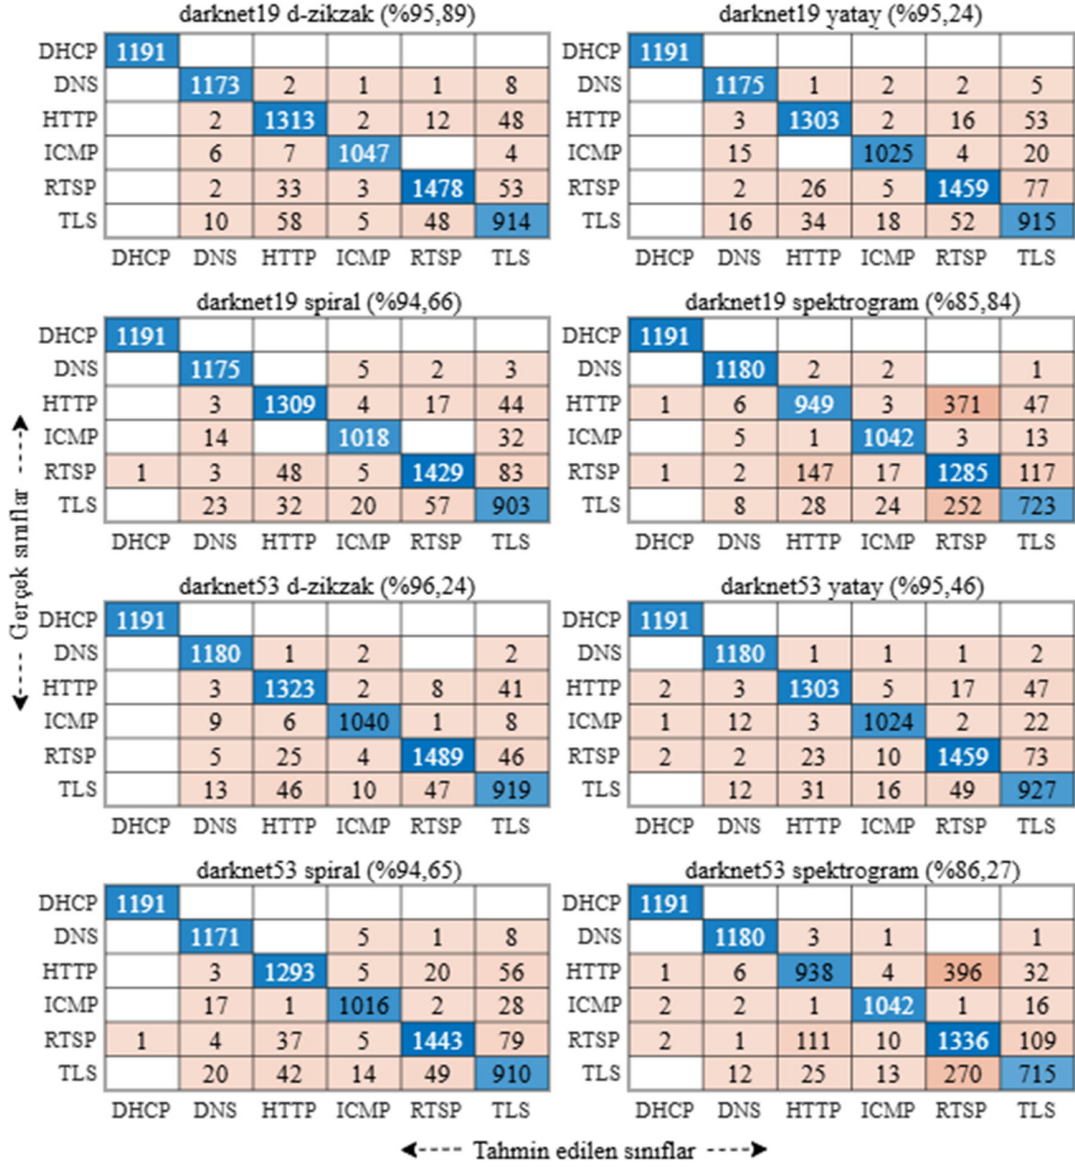 darknet19 d-zikzak (%95,89)
DHCP 1191
DNS 1173 2 1 1 8
HTTP 2 1313 2 12 48
ICMP 6 7 1047 4
RTSP 2 33 3 1478 53
TLS 10 58 5 48 914
DHCP DNS HTTP ICMP RTSP TLS
darknet19 yatay (%95,24)
DHCP 1191
DNS 1175 1 2 2 5
HTTP 3 1303 2 16 53
ICMP 15 1025 4 20
RTSP 2 26 5 1459 77
TLS 16 34 18 52 915
DHCP DNS HTTP ICMP RTSP TLS
darknet19 spiral (%94,66)
DHCP 1191
DNS 1175 5 2 3
HTTP 3 1309 4 17 44
ICMP 14 1018 32
RTSP 1 3 48 5 1429 83
TLS 23 32 20 57 903
DHCP DNS HTTP ICMP RTSP TLS
darknet19 spektrogram (%85,84)
DHCP 1191
DNS 1180 2 2 1
HTTP 1 6 949 3 371 47
ICMP 5 1 1042 3 13
RTSP 1 2 147 17 1285 117
TLS 8 28 24 252 723
DHCP DNS HTTP ICMP RTSP TLS
darknet53 d-zikzak (%96,24)
DHCP 1191
DNS 1180 1 2 2
HTTP 3 1323 2 8 41
ICMP 9 6 1040 1 8
RTSP 5 25 4 1489 46
TLS 13 46 10 47 919
DHCP DNS HTTP ICMP RTSP TLS
darknet53 yatay (%95,46)
DHCP 1191
DNS 1180 1 1 1 2
HTTP 2 3 1303 5 17 47
ICMP 1 12 3 1024 2 22
RTSP 2 2 23 10 1459 73
TLS 12 31 16 49 927
DHCP DNS HTTP ICMP RTSP TLS
darknet53 spiral (%94,65)
DHCP 1191
DNS 1171 5 1 8
HTTP 3 1293 5 20 56
ICMP 17 1 1016 2 28
RTSP 1 4 37 5 1443 79
TLS 20 42 14 49 910
DHCP DNS HTTP ICMP RTSP TLS
darknet53 spektrogram (%86,27)
DHCP 1191
DNS 1180 3 1 1
HTTP 1 6 938 4 396 32
ICMP 2 2 1 1042 1 16
RTSP 2 1 111 10 1336 109
TLS 12 25 13 270 715
DHCP DNS HTTP ICMP RTSP TLS
Gerçek sınıflar
Tahmin edilen sınıflar